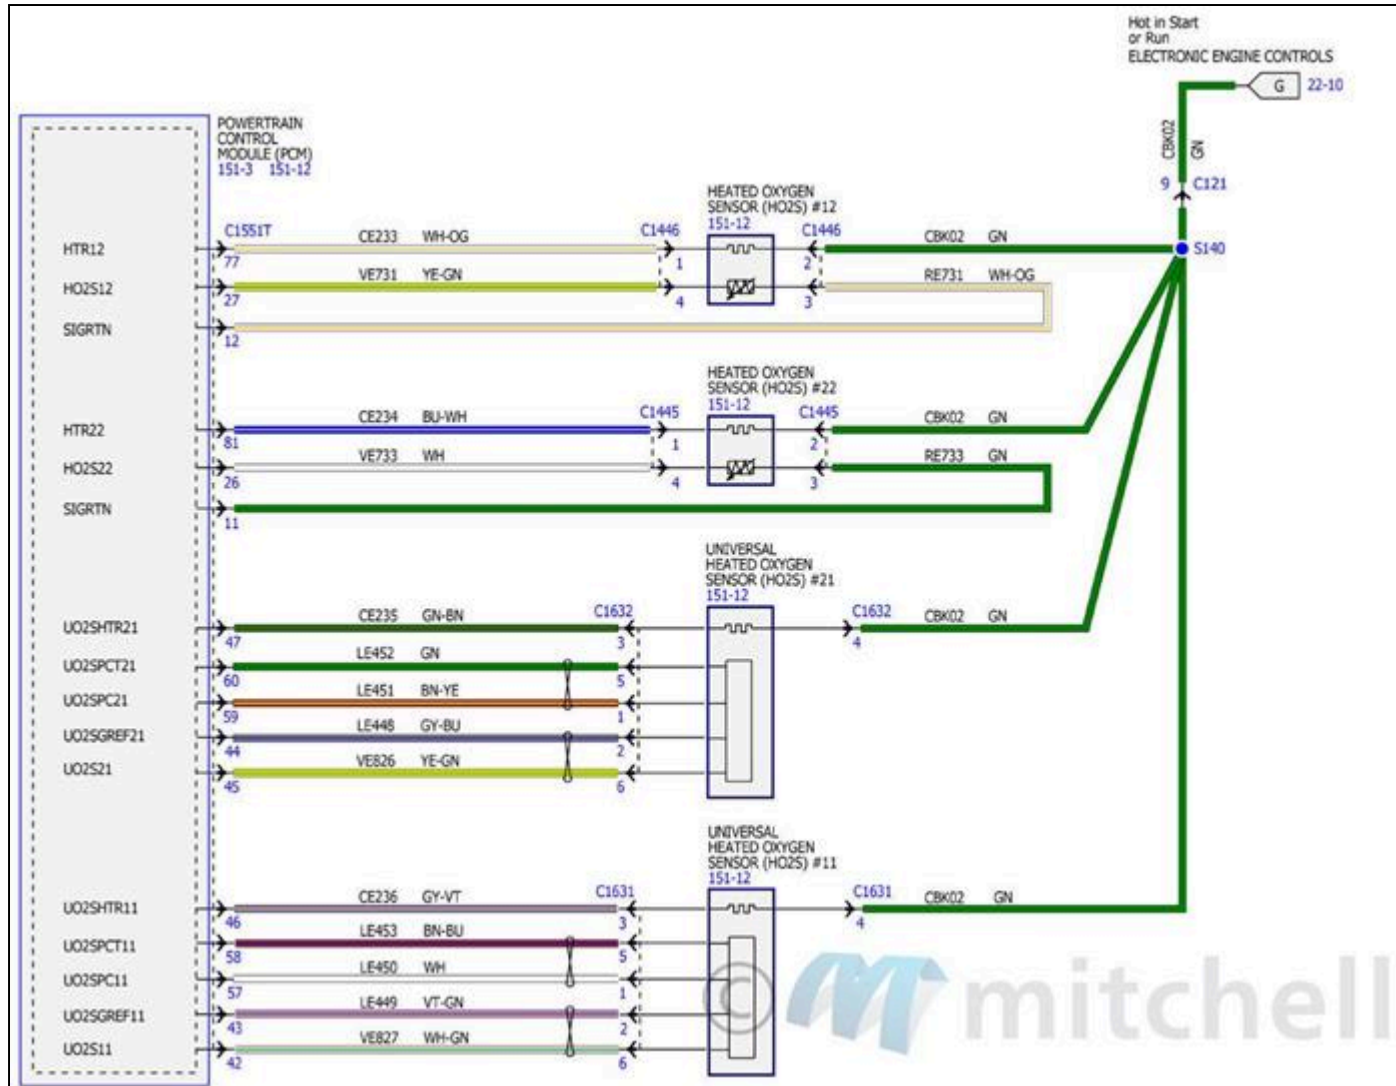 Hot in Start
or Run
ELECTRONIC ENGINE CONTROLS
G 22-10
CBK02 GN
9 C121
S140
POWERTRAIN
CONTROL
MODULE (PCM)
151-3 151-12
HEATED OXYGEN
SENSOR (HO2S) #12
151-12
C1551T C1446 C1446
HTR12 77 CE233 WH-OG 1 2 CBK02 GN
HO2S12 27 VE731 YE-GN 4 3 RE731 WH-OG
SIGRTN 12
HEATED OXYGEN
SENSOR (HO2S) #22
151-12
C1445 C1445
HTR22 81 CE234 BU-WH 1 2 CBK02 GN
HO2S22 26 VE733 WH 4 3 RE733 GN
SIGRTN 11
UNIVERSAL
HEATED OXYGEN
SENSOR (HO2S) #21
151-12
C1632 C1632
UO2SHTR21 47 CE235 GN-BN 3 4 CBK02 GN
UO2SPCT21 60 LE452 GN 5
UO2SPC21 59 LE451 BN-YE 1
UO2SGREF21 44 LE448 GY-BU 2
UO2S21 45 VE826 YE-GN 6
UNIVERSAL
HEATED OXYGEN
SENSOR (HO2S) #11
151-12
C1631 C1631
UO2SHTR11 46 CE236 GY-VT 3 4 CBK02 GN
UO2SPCT11 58 LE453 BN-BU 5
UO2SPC11 57 LE450 WH 1
UO2SGREF11 43 LE449 VT-GN 2
UO2S11 42 VE827 WH-GN 6
© mitchell